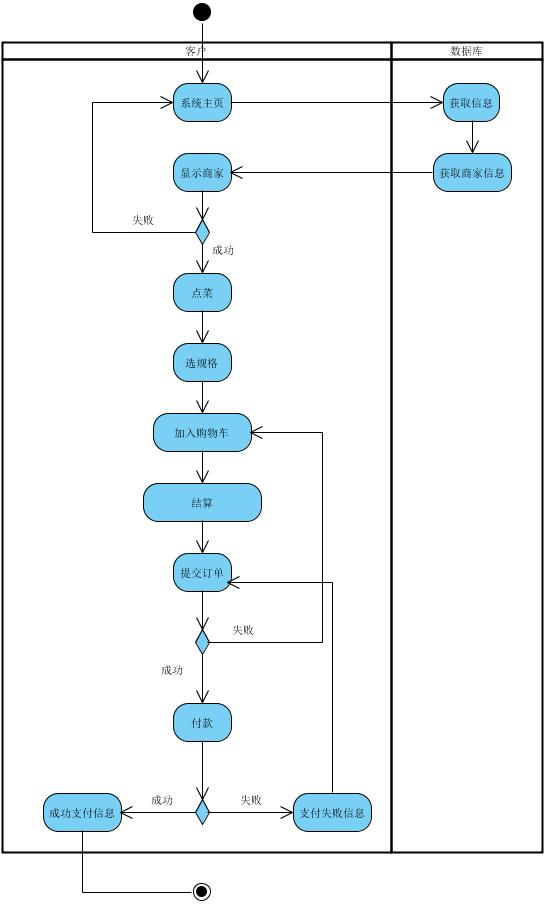 客户
数据库
系统主页
获取信息
显示商家
获取商家信息
失败
成功
点菜
选规格
加入购物车
结算
提交订单
失败
成功
付款
成功
失败
成功支付信息
支付失败信息